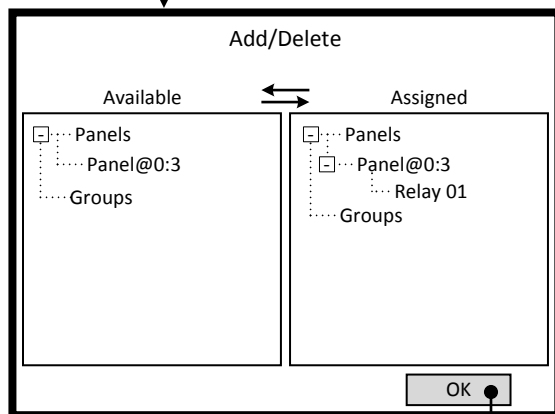 Add/Delete
Available
Assigned
Panels
Panel@0:3
Groups
Panels
Panel@0:3
Relay 01
Groups
OK